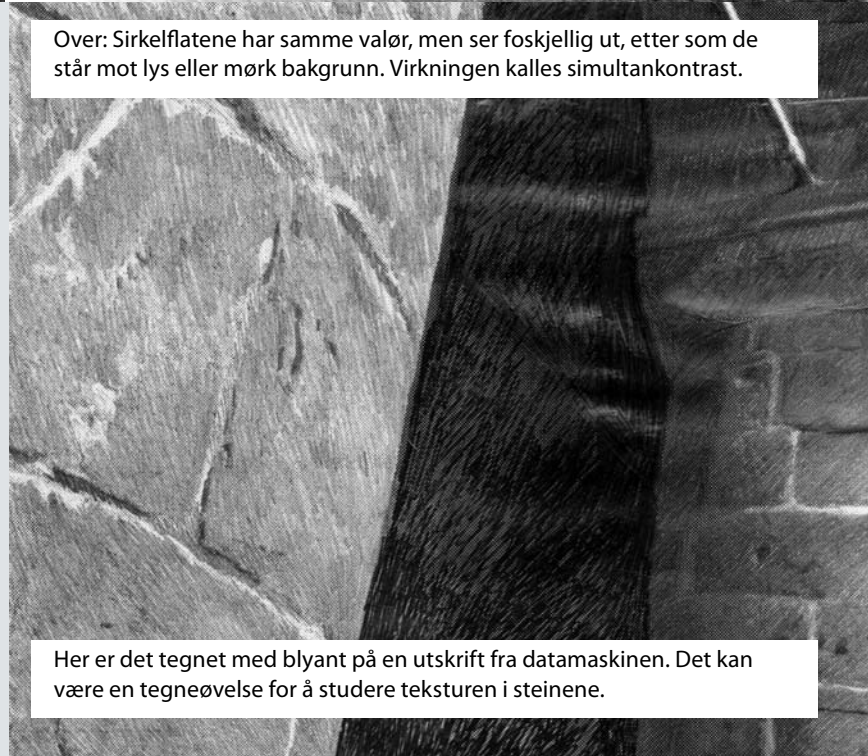 Over: Sirkelflatene har samme valør, men ser foskjellig ut, etter som de
står mot lys eller mørk bakgrunn. Virkningen kalles simultankontrast.
Her er det tegnet med blyant på en utskrift fra datamaskinen. Det kan
være en tegneøvelse for å studere teksturen i steinene.